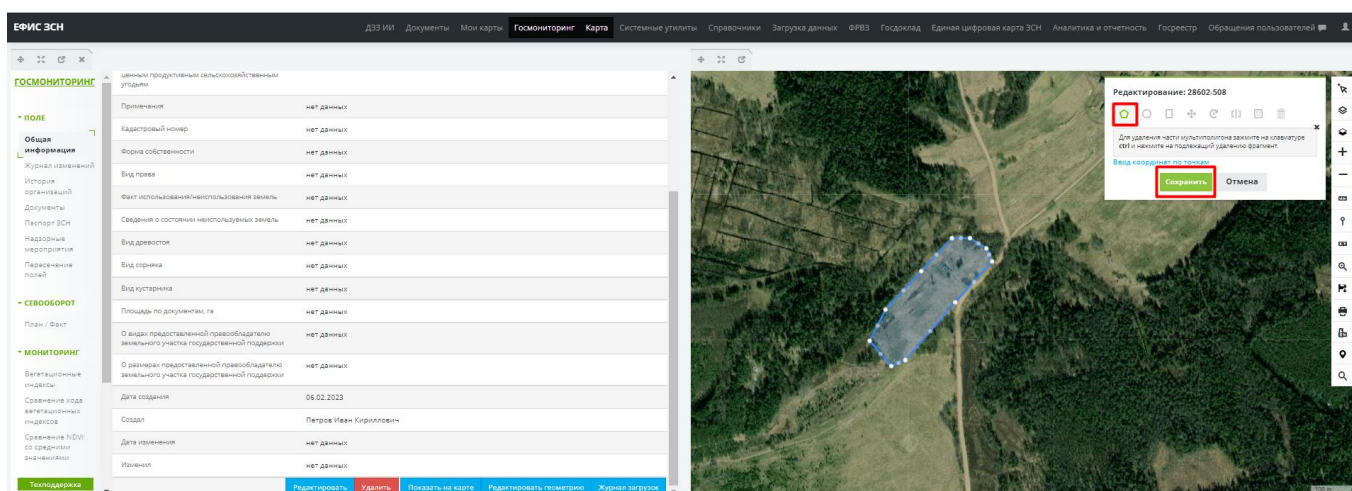 ЕФИС ЗСН
ДЗЗ ИИ Документы Мои карты Госмониторинг Карта Системные утилиты Справочники Загрузка данных ФРВЗ Госдоклад Единая цифровая карта ЗСН Аналитика и отчетность Госреестр Обращения пользователей
ГОСМОНИТОРИНГ
ПОЛЕ
Общая
информация
Журнал изменений
История
организаций
Документы
Паспорт ЗСН
Надзорные
мероприятия
Пересечение
полей
СЕВООБОРОТ
План / Факт
МОНИТОРИНГ
Вегетационные
индексы
Сравнение хода
вегетационных
индексов
Сравнение NDVI
со средними
значениями
Техподдержка
ценным продуктивным сельскохозяйственным
угодьям
Примечания нет данных
Кадастровый номер нет данных
Форма собственности нет данных
Вид права нет данных
Факт использования/неиспользования земель нет данных
Сведения о состоянии неиспользуемых земель нет данных
Вид древостоя нет данных
Вид сорняка нет данных
Вид кустарника нет данных
Площадь по документам, га нет данных
О видах предоставленной правообладателю
земельного участка государственной поддержки нет данных
О размерах предоставленной правообладателю
земельного участка государственной поддержки нет данных
Дата создания 06.02.2023
Создал Петров Иван Кириллович
Дата изменения нет данных
Изменил нет данных
Редактировать Удалить Показать на карте Редактировать геометрию Журнал загрузок
Редактирование: 28602-508
Для удаления части мультиполигона зажмите на клавиатуре
ctrl и нажмите на подлежащий удалению фрагмент.
Ввод координат по точкам
Сохранить Отмена